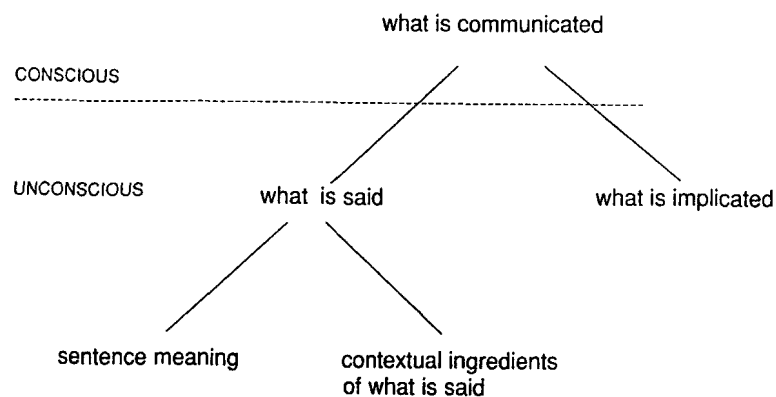 what is communicated
CONSCIOUS
UNCONSCIOUS
what is said
what is implicated
sentence meaning
contextual ingredients
of what is said